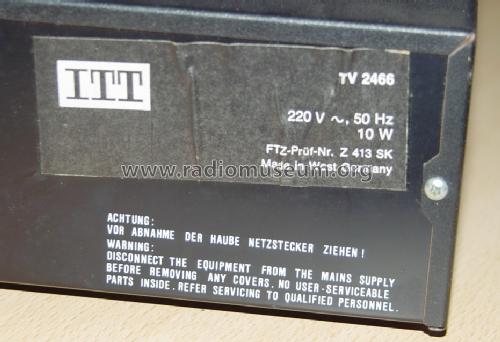 ITT
TV 2466
220 V ~, 50 Hz
10 W
FTZ-Prüf-Nr. Z 413 SK
Made in West Germany
www.radiomuseum.org
ACHTUNG:
VOR ABNAHME DER HAUBE NETZSTECKER ZIEHEN!
WARNING:
DISCONNECT THE EQUIPMENT FROM THE MAINS SUPPLY
BEFORE REMOVING ANY COVERS. NO USER-SERVICEABLE
PARTS INSIDE. REFER SERVICING TO QUALIFIED PERSONNEL.